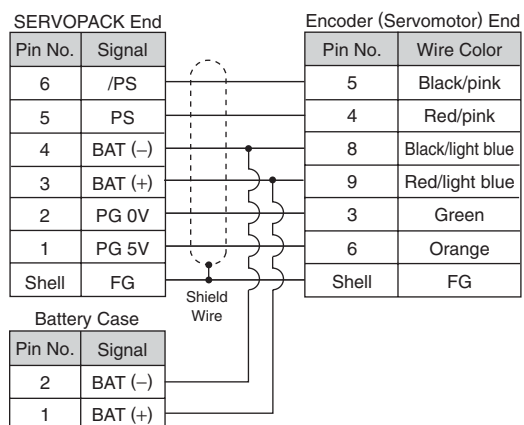 SERVOPACK End
Encoder (Servomotor) End
Pin No. Signal
Pin No. Wire Color
6 /PS
5 Black/pink
5 PS
4 Red/pink
4 BAT (−)
8 Black/light blue
3 BAT (+)
9 Red/light blue
2 PG 0V
3 Green
1 PG 5V
6 Orange
Shell FG
Shell FG
Shield
Wire
Battery Case
Pin No. Signal
2 BAT (−)
1 BAT (+)